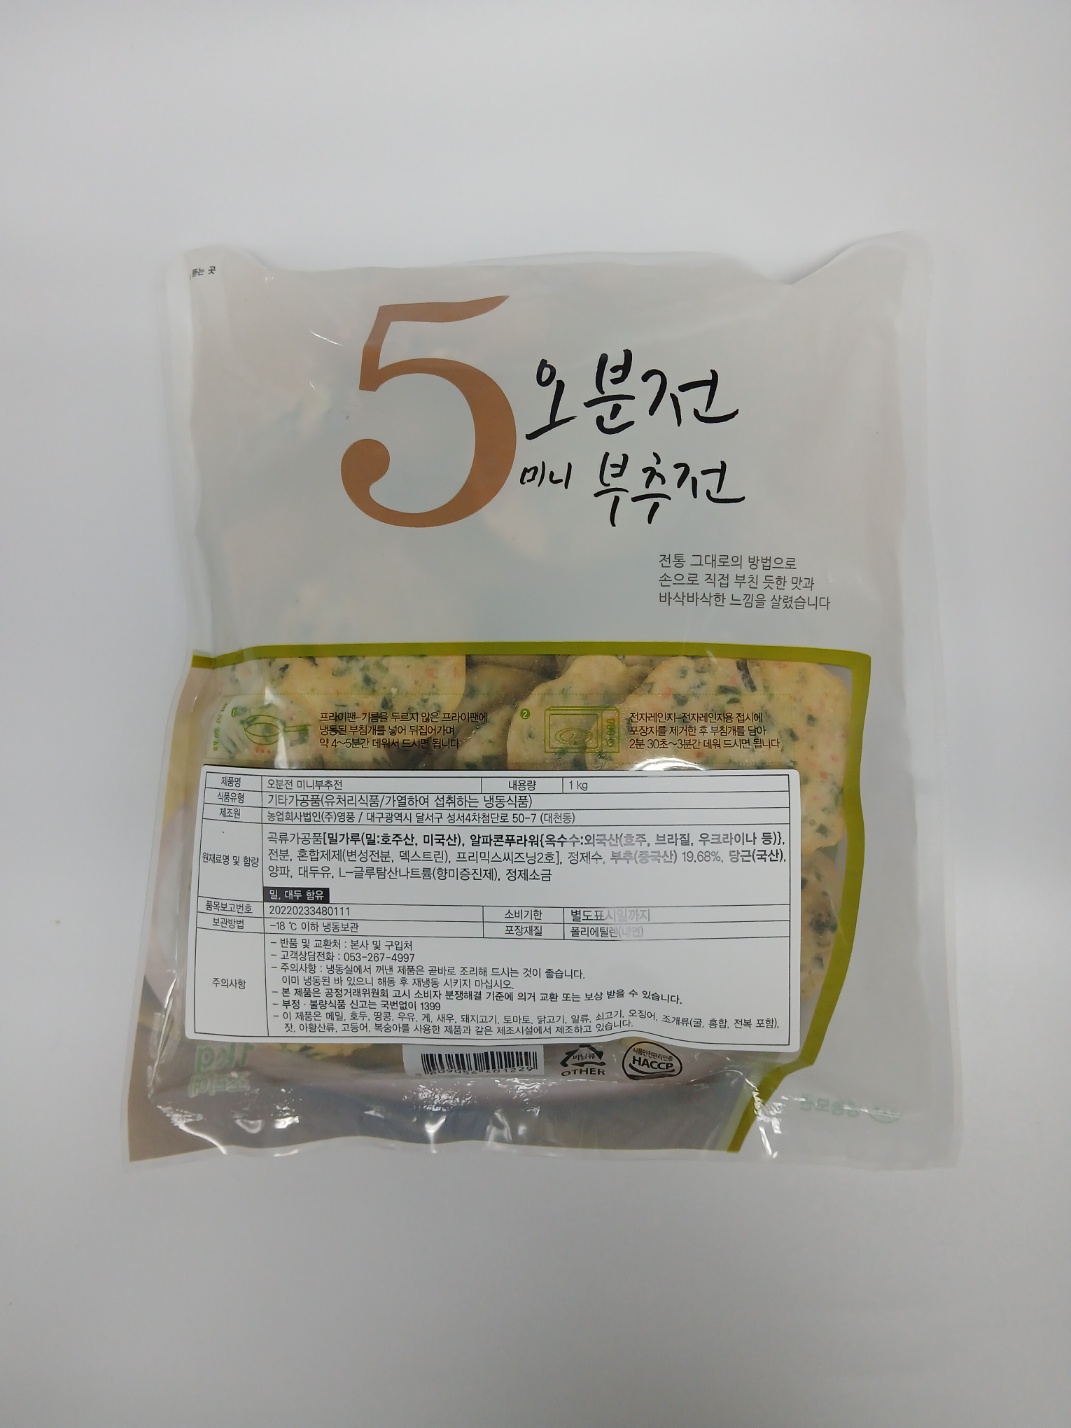 뜯는 곳
5
오분전
미니 부추전
전통 그대로의 방법으로
손으로 직접 부친 듯한 맛과
바삭바삭한 느낌을 살렸습니다
프라이팬-기름을 두르지 않은 프라이팬에
냉동된 부침개를 넣어 뒤집어가며
약 4~5분간 데워서 드시면 됩니다
2
전자레인지-전자레인지용 접시에
포장지를 제거한 후 부침개를 담아
2분 30초~3분간 데워 드시면 됩니다
제품명 오분전 미니부추전 내용량 1 kg
식품유형 기타가공품(유처리식품/가열하여 섭취하는 냉동식품)
제조원 농업회사법인(주)영풍 / 대구광역시 달서구 성서4차첨단로 50-7 (대천동)
원재료명 및 함량 곡류가공품[밀가루(밀:호주산, 미국산), 알파콘푸라워{옥수수:외국산(호주, 브라질, 우크라이나 등)},
전분, 혼합제제(변성전분, 덱스트린), 프리믹스씨즈닝2호], 정제수, 부추(중국산) 19.68%, 당근(국산),
양파, 대두유, L-글루탐산나트륨(향미증진제), 정제소금
밀, 대두 함유
품목보고번호 20220233480111 소비기한 별도표시일까지
보관방법 -18 ℃ 이하 냉동보관 포장재질 폴리에틸렌(내면)
주의사항
- 반품 및 교환처 : 본사 및 구입처
- 고객상담전화 : 053-267-4997
- 주의사항 : 냉동실에서 꺼낸 제품은 곧바로 조리해 드시는 것이 좋습니다.
이미 냉동된 바 있으니 해동 후 재냉동 시키지 마십시오.
- 본 제품은 공정거래위원회 고시 소비자 분쟁해결 기준에 의거 교환 또는 보상 받을 수 있습니다.
- 부정·불량식품 신고는 국번없이 1399
- 이 제품은 메밀, 호두, 땅콩, 우유, 게, 새우, 돼지고기, 토마토, 닭고기, 알류, 쇠고기, 오징어, 조개류(굴, 홍합, 전복 포함),
잣, 아황산류, 고등어, 복숭아를 사용한 제품과 같은 제조시설에서 제조하고 있습니다.
비닐류
OTHER
식품안전관리인증
HACCP